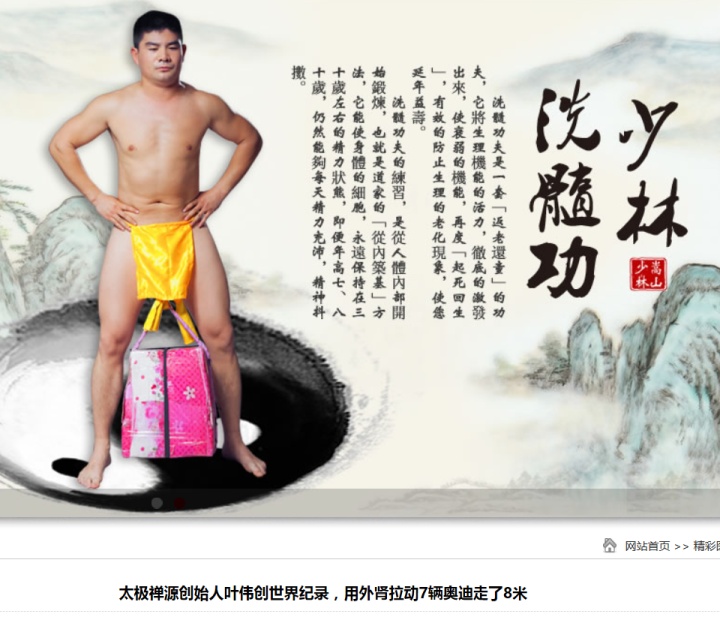 少林
嵩山
少林
洗髓功
洗髓功夫是一套「返老還童」的功
夫，它將生理機能的活力，徹底的激發
出來，使衰弱的機能，再度「起死回生
」，有效的防止生理的老化現象，使您
延年益壽。
洗髓功夫的練習，是從人體內部開
始鍛煉，也就是道家的「從內築基」方
法，它能使身體的細胞，永遠保持在三
十歲左右的精力狀態，即便年高七、八
十歲，仍然能夠每天精力充沛，精神抖
擻。
网站首页 >> 精彩
太极禅源创始人叶伟创世界纪录，用外肾拉动7辆奥迪走了8米